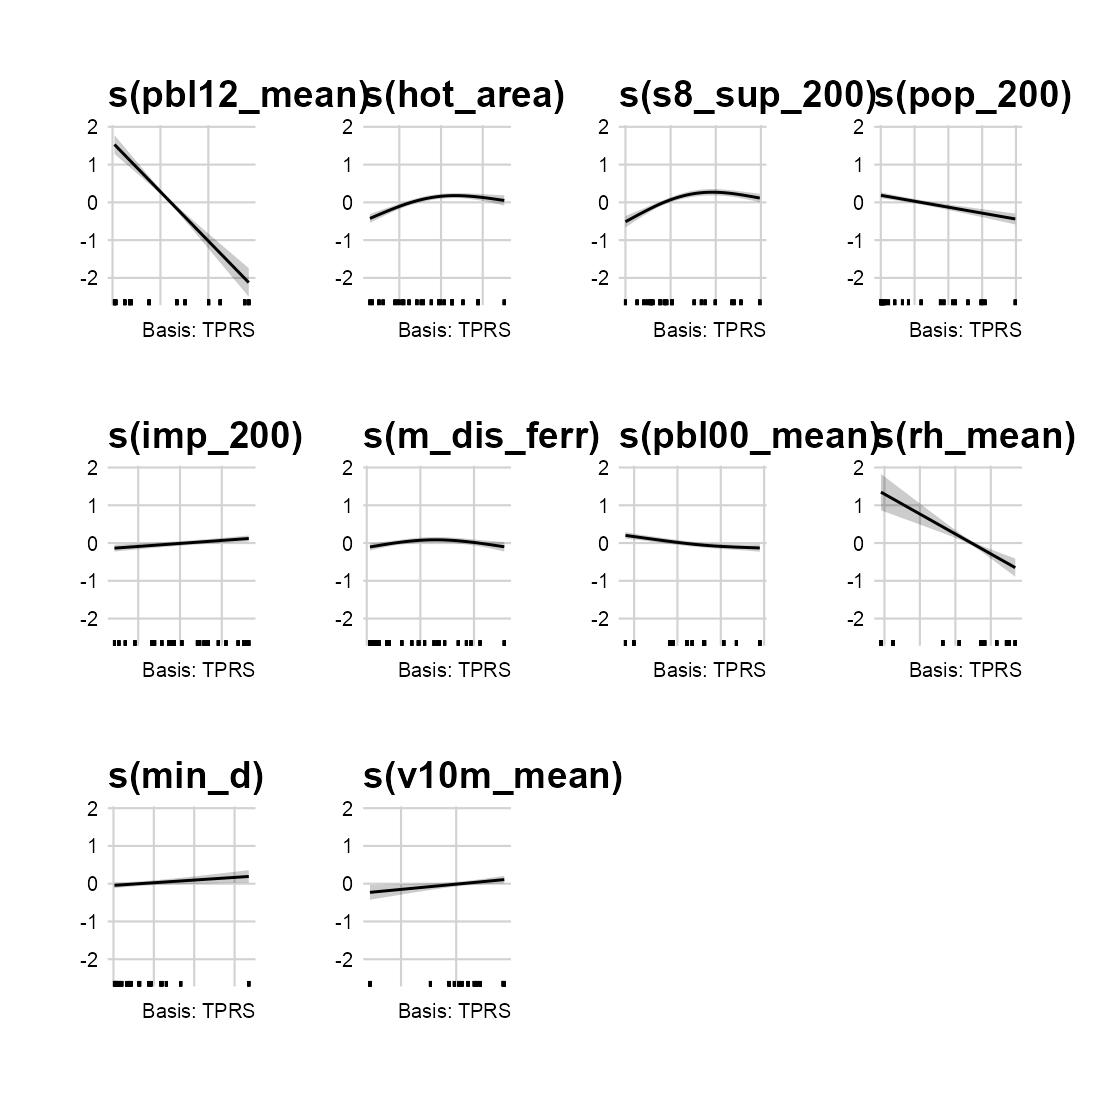 s(pbl12_mean) s(hot_area) s(s8_sup_200) s(pop_200)
2 2 2 2
1 1 1 1
0 0 0 0
-1 -1 -1 -1
-2 -2 -2 -2
Basis: TPRS Basis: TPRS Basis: TPRS Basis: TPRS
s(imp_200) s(m_dis_ferr) s(pbl00_mean) s(rh_mean)
2 2 2 2
1 1 1 1
0 0 0 0
-1 -1 -1 -1
-2 -2 -2 -2
Basis: TPRS Basis: TPRS Basis: TPRS Basis: TPRS
s(min_d) s(v10m_mean)
2 2
1 1
0 0
-1 -1
-2 -2
Basis: TPRS Basis: TPRS